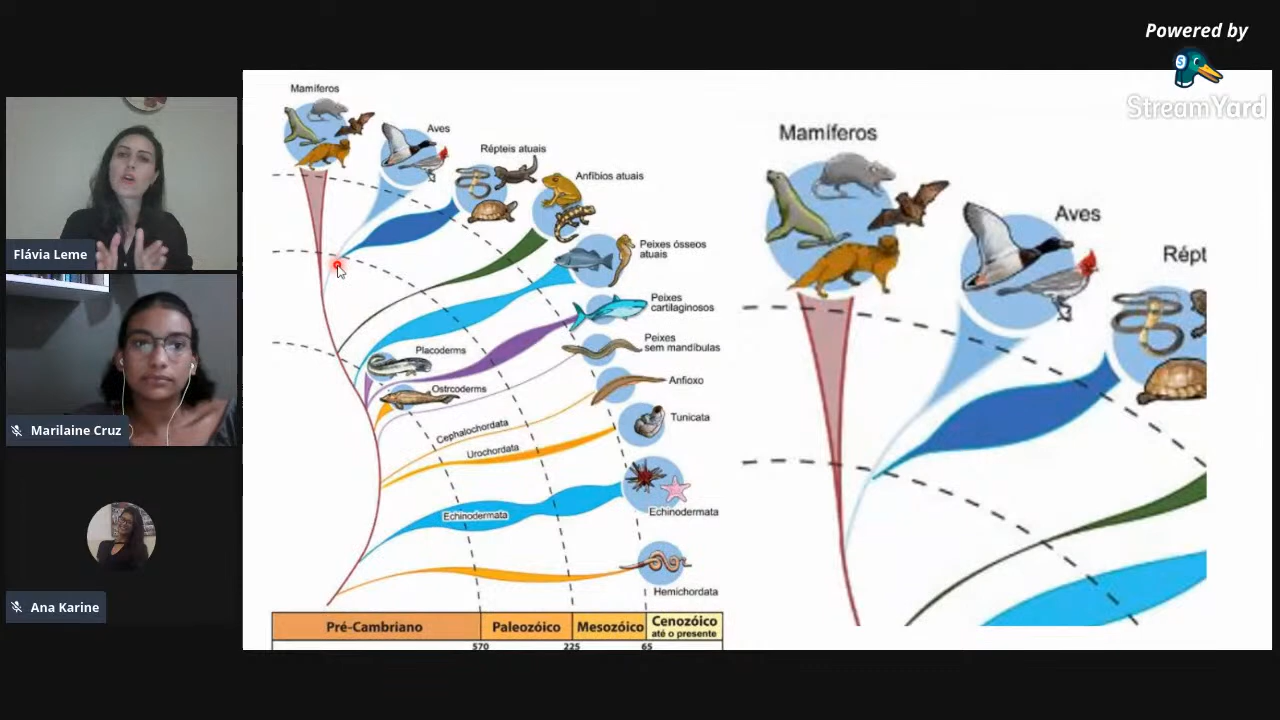 Powered by
StreamYard
Flávia Leme
Marilaine Cruz
Ana Karine
Mamíferos
Aves
Répteis atuais
Anfíbios atuais
Peixes ósseos
atuais
Peixes
cartilaginosos
Peixes
sem mandíbulas
Placoderms
Ostrcoderms
Anfioxo
Cephalochordata
Tunicata
Urochordata
Echinodermata
Echinodermata
Hemichordata
Pré-Cambriano
Paleozóico
Mesozóico
Cenozóico
até o presente
570
225
65
Mamíferos
Aves
Répt